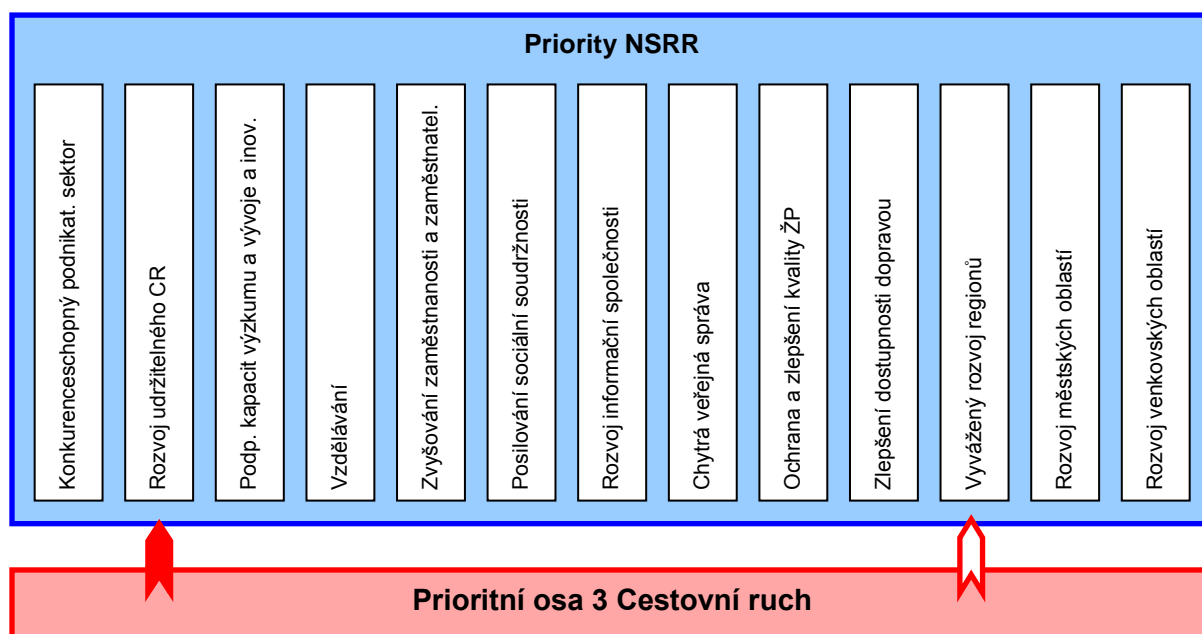 Priority NSRR
Konkurenceschopný podnikat. sektor
Rozvoj udržitelného CR
Podp. kapacit výzkumu a vývoje a inov.
Vzdělávání
Zvyšování zaměstnanosti a zaměstnatel.
Posilování sociální soudržnosti
Rozvoj informační společnosti
Chytrá veřejná správa
Ochrana a zlepšení kvality ŽP
Zlepšení dostupnosti dopravou
Vyvážený rozvoj regionů
Rozvoj městských oblastí
Rozvoj venkovských oblastí
Prioritní osa 3 Cestovní ruch